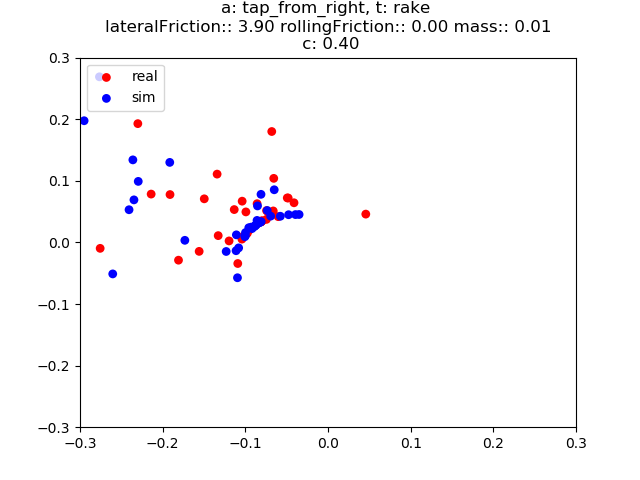 a: tap_from_right, t: rake
lateralFriction:: 3.90 rollingFriction:: 0.00 mass:: 0.01
c: 0.40
real
sim
0.3
0.2
0.1
0.0
−0.1
−0.2
−0.3
−0.3
−0.2
−0.1
0.0
0.1
0.2
0.3